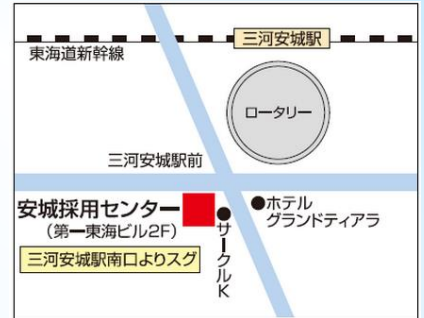 三河安城駅
東海道新幹線
ロータリー
三河安城駅前
安城採用センター
(第一東海ビル2F)
三河安城駅南口よりスグ
サークルK
ホテル
グランドティアラ